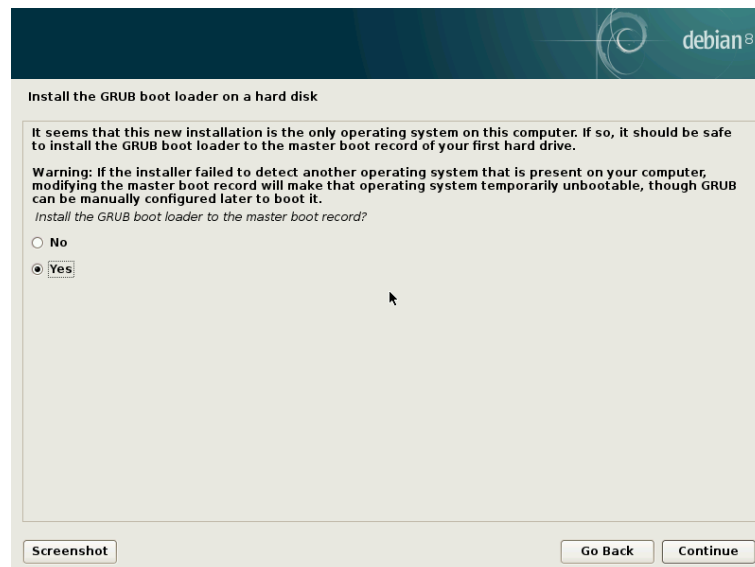 debian 8
Install the GRUB boot loader on a hard disk
It seems that this new installation is the only operating system on this computer. If so, it should be safe
to install the GRUB boot loader to the master boot record of your first hard drive.
Warning: If the installer failed to detect another operating system that is present on your computer,
modifying the master boot record will make that operating system temporarily unbootable, though GRUB
can be manually configured later to boot it.
Install the GRUB boot loader to the master boot record?
No
Yes
Screenshot
Go Back
Continue